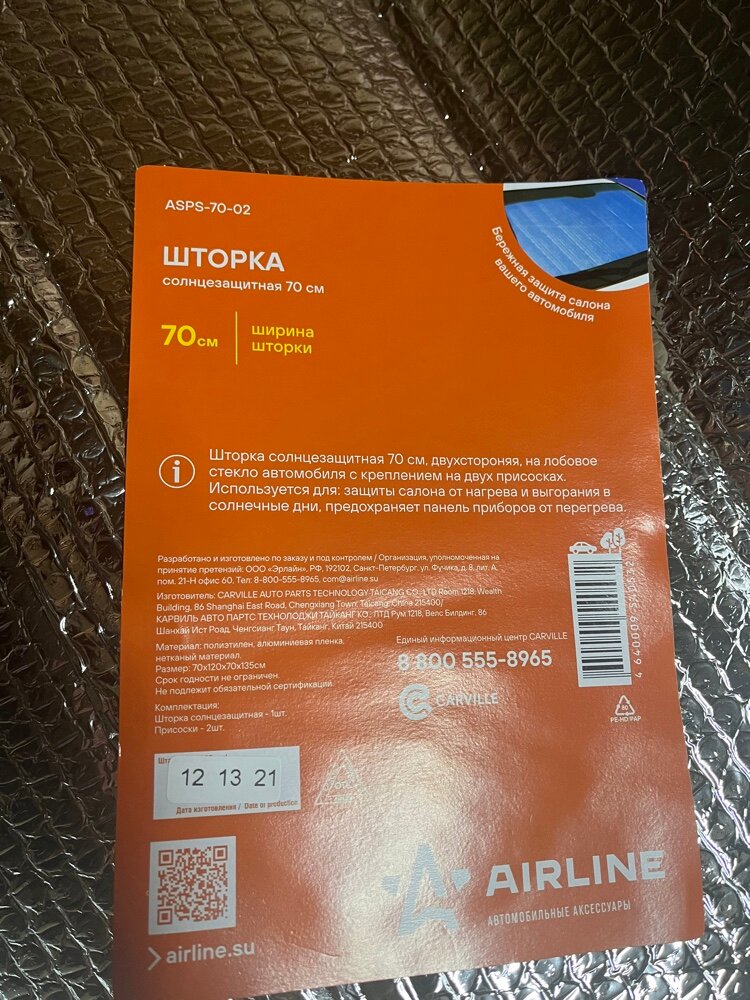 ASPS-70-02
ШТОРКА
солнцезащитная 70 см
70 см
ширина
шторки
Бережная защита салона
вашего автомобиля
Шторка солнцезащитная 70 см, двухстороняя, на лобовое
стекло автомобиля с креплением на двух присосках.
Используется для: защиты салона от нагрева и выгорания в
солнечные дни, предохраняет панель приборов от перегрева.
Разработано и изготовлено по заказу и под контролем / Организация, уполномоченная на
принятие претензий: ООО «Эрлайн», РФ, 192102, Санкт-Петербург, ул. Фучика, д. 8, лит. А,
пом. 21-Н офис 60, Тел: 8-800-555-8965, com@airline.su
Изготовитель: CARVILLE AUTO PARTS TECHNOLOGY TAICANG CO., LTD Room 1218, Wealth
Building, 86 Shanghai East Road, Chengxiang Town, Taicang, China 215400/
КАРВИЛЬ АВТО ПАРТС ТЕХНОЛОДЖИ ТАЙКАНГ КО., ЛТД Рум 1218, Велс Билдинг, 86
Шанхай Ист Роад, Ченгсианг Таун, Тайканг, Китай 215400
Материал: полиэтилен, алюминиевая пленка,
нетканый материал.
Размер: 70х120х70х135см
Срок годности не ограничен.
Не подлежит обязательной сертификации.
Комплектация:
Шторка солнцезащитная - 1шт.
Присоски - 2шт.
Единый информационный центр CARVILLE
8 800 555-8965
CARVILLE
80
PE-HD/PAP
12 13 21
Дата изготовления / Date of production
airline.su
AIRLINE
АВТОМОБИЛЬНЫЕ АКСЕССУАРЫ